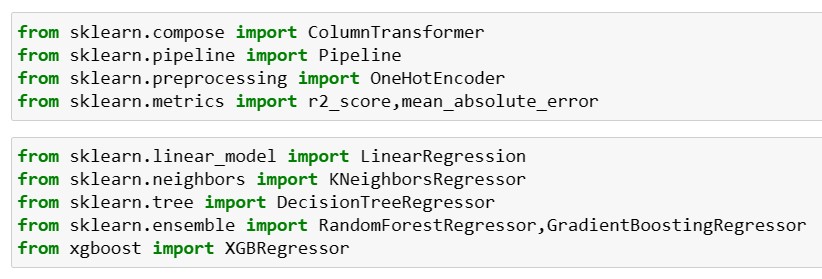 from sklearn.compose import ColumnTransformer
from sklearn.pipeline import Pipeline
from sklearn.preprocessing import OneHotEncoder
from sklearn.metrics import r2_score,mean_absolute_error
from sklearn.linear_model import LinearRegression
from sklearn.neighbors import KNeighborsRegressor
from sklearn.tree import DecisionTreeRegressor
from sklearn.ensemble import RandomForestRegressor,GradientBoostingRegressor
from xgboost import XGBRegressor